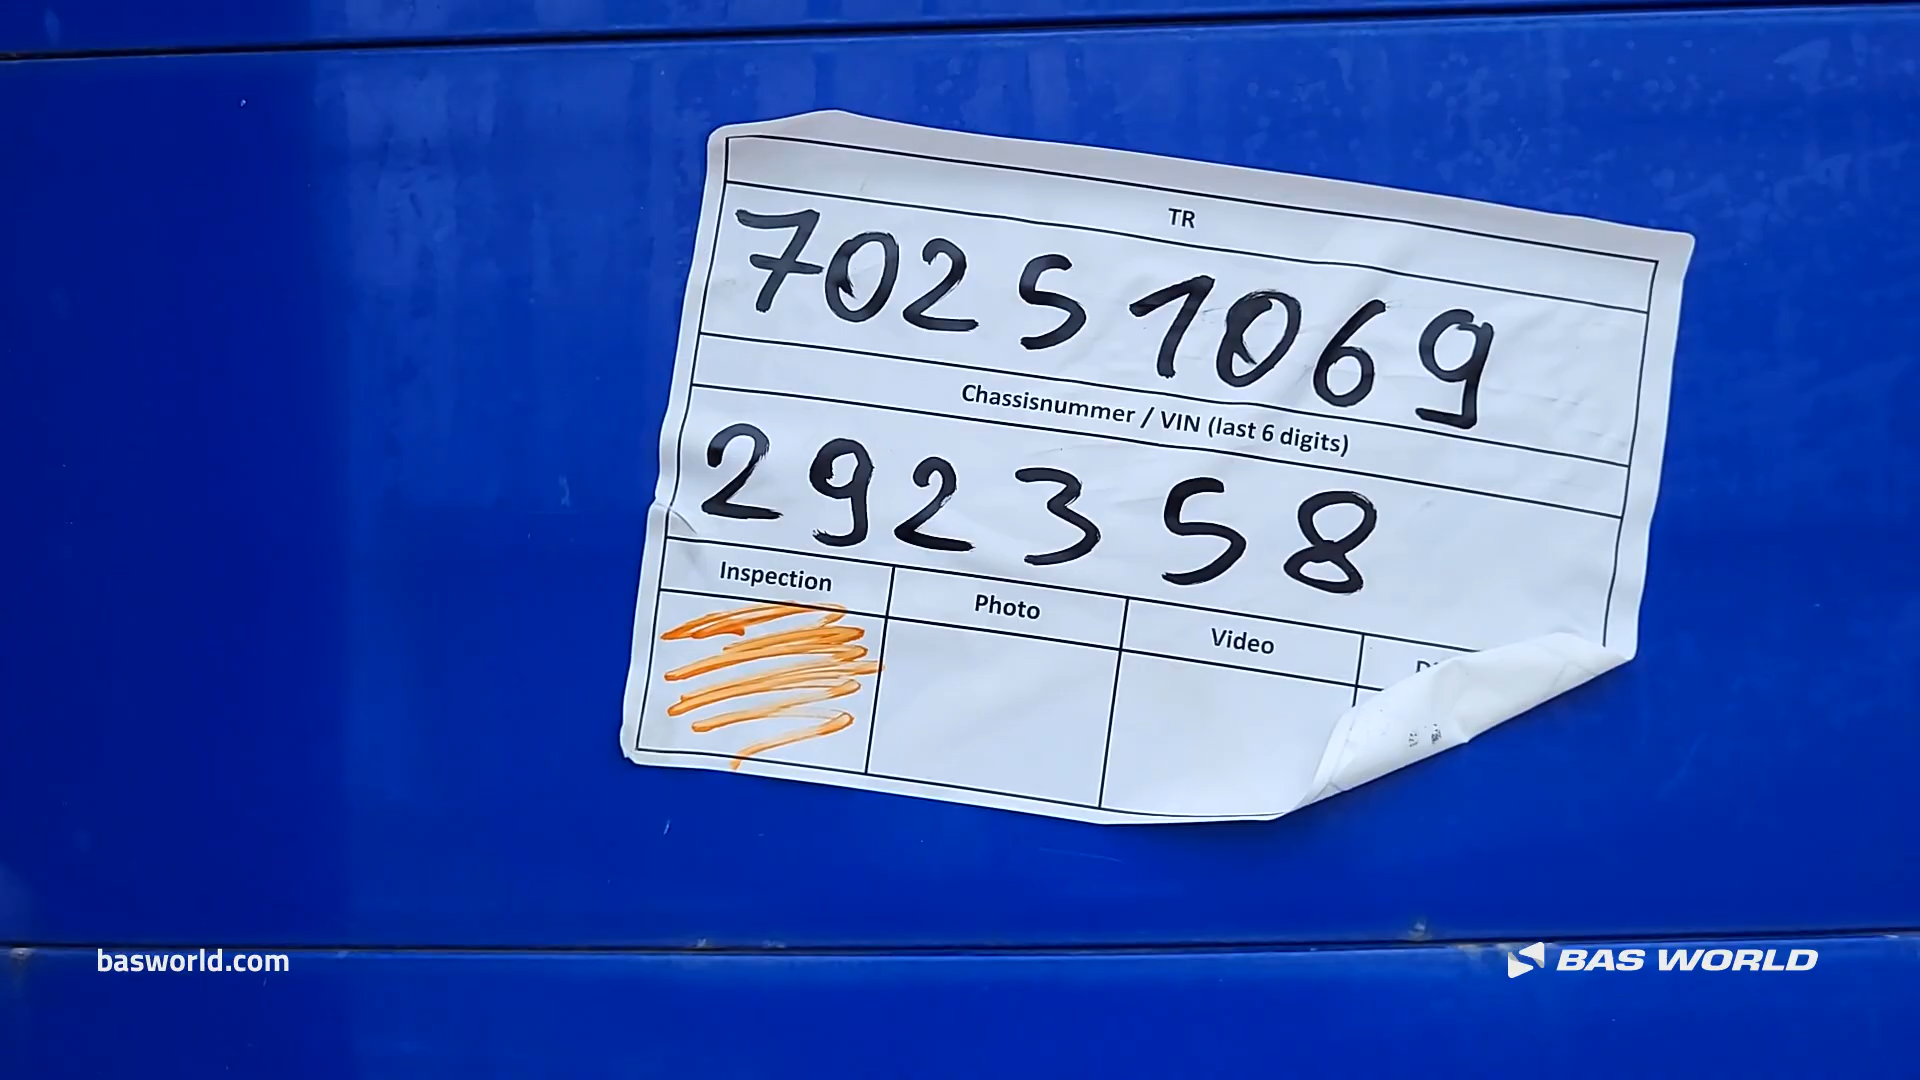 TR
70251069
Chassisnummer / VIN (last 6 digits)
292358
Inspection Photo Video
basworld.com BAS WORLD